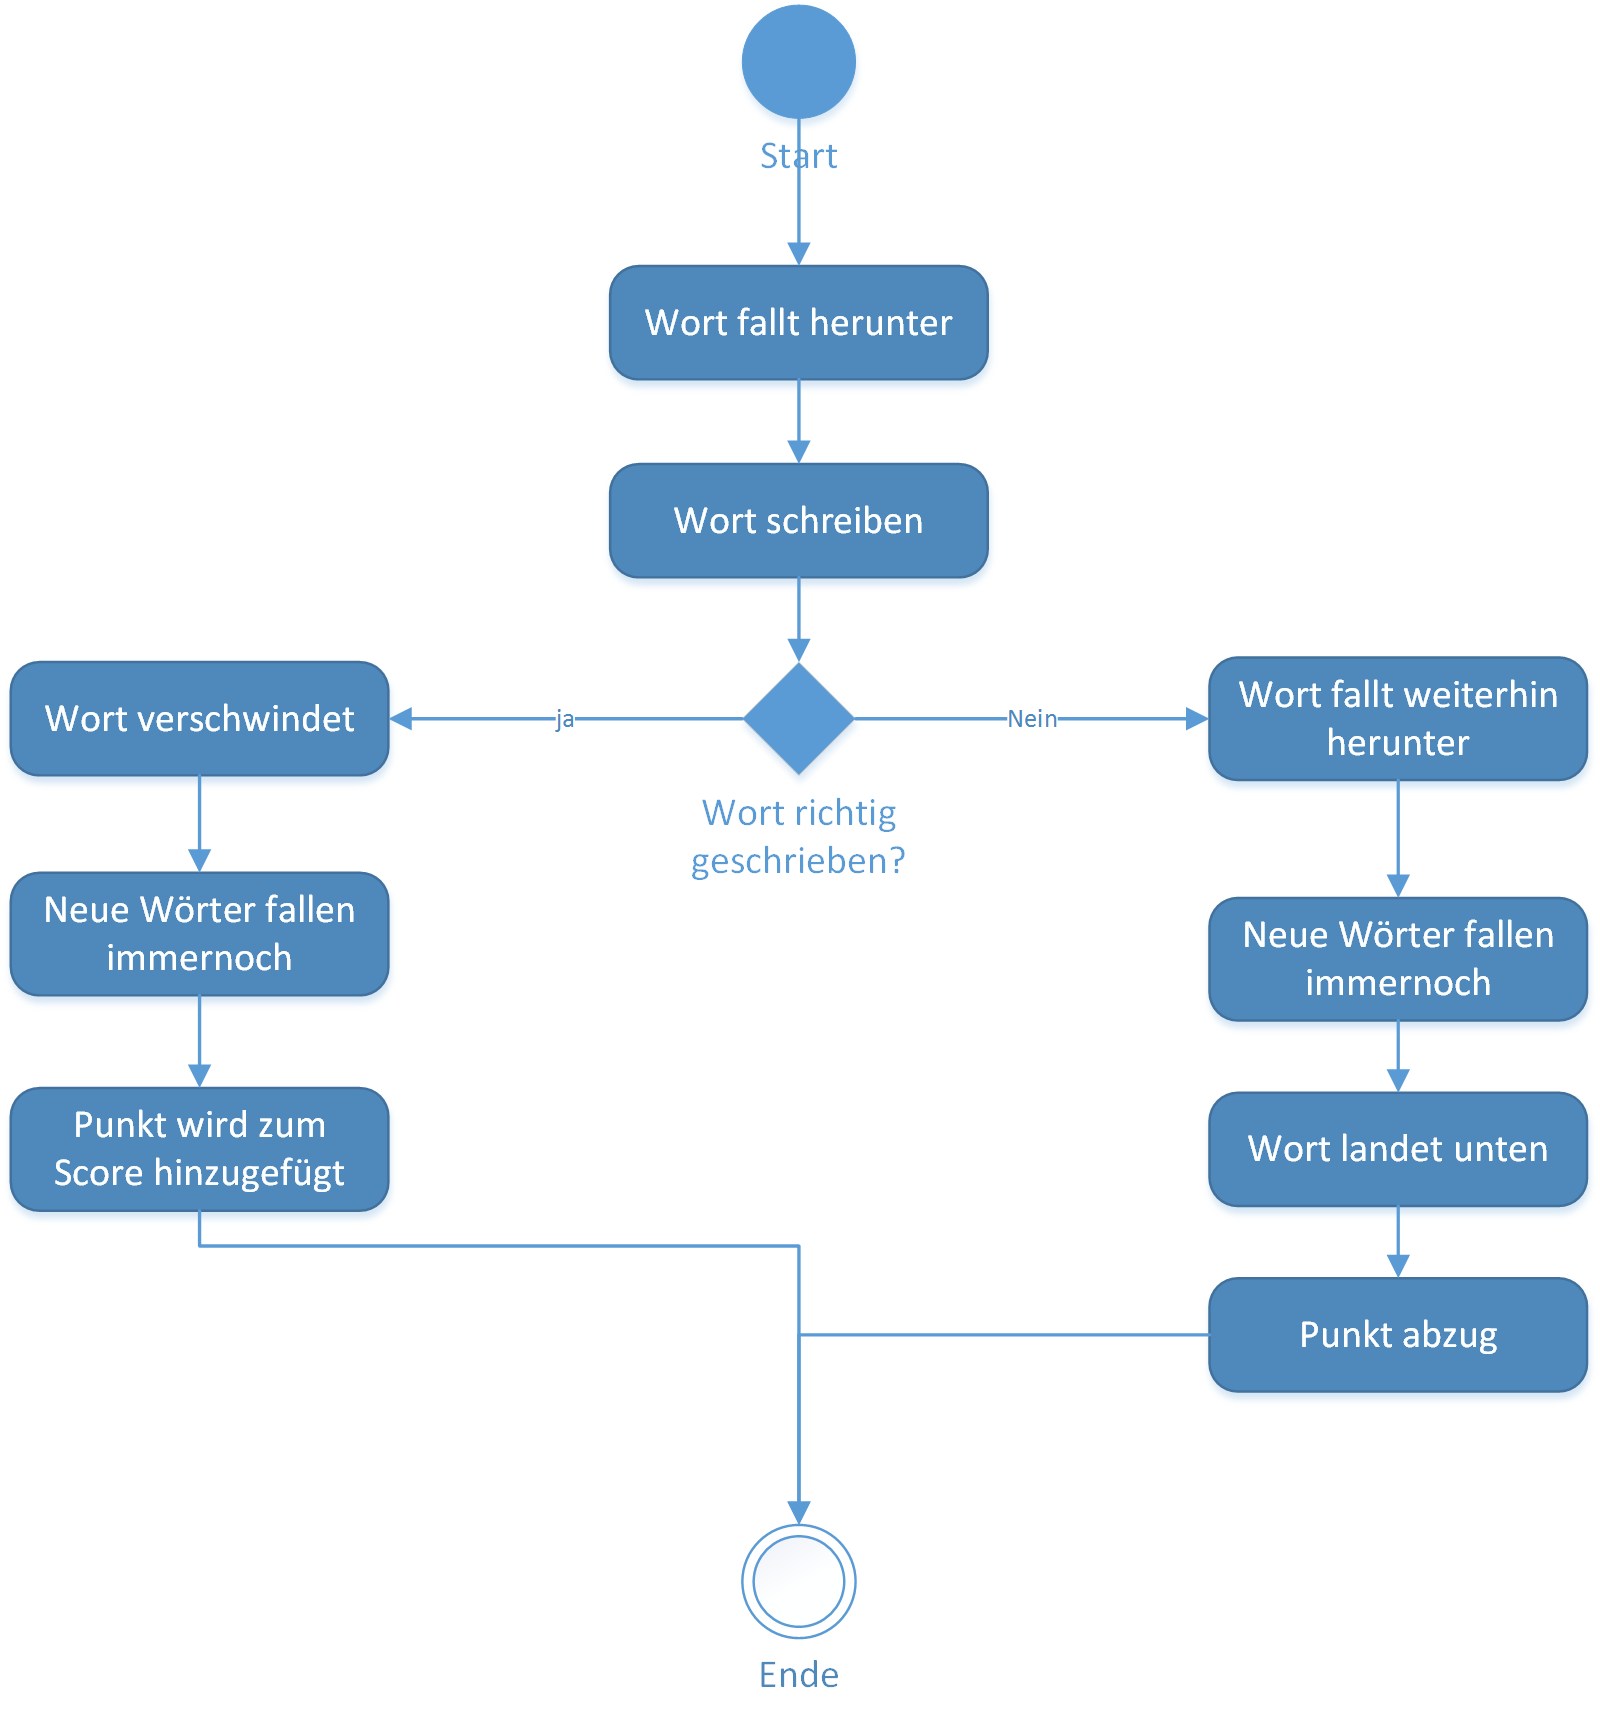 Start
Wort fallt herunter
Wort schreiben
Wort verschwindet
ja
Nein
Wort fallt weiterhin
herunter
Wort richtig
geschrieben?
Neue Wörter fallen
immernoch
Neue Wörter fallen
immernoch
Punkt wird zum
Score hinzugefügt
Wort landet unten
Punkt abzug
Ende